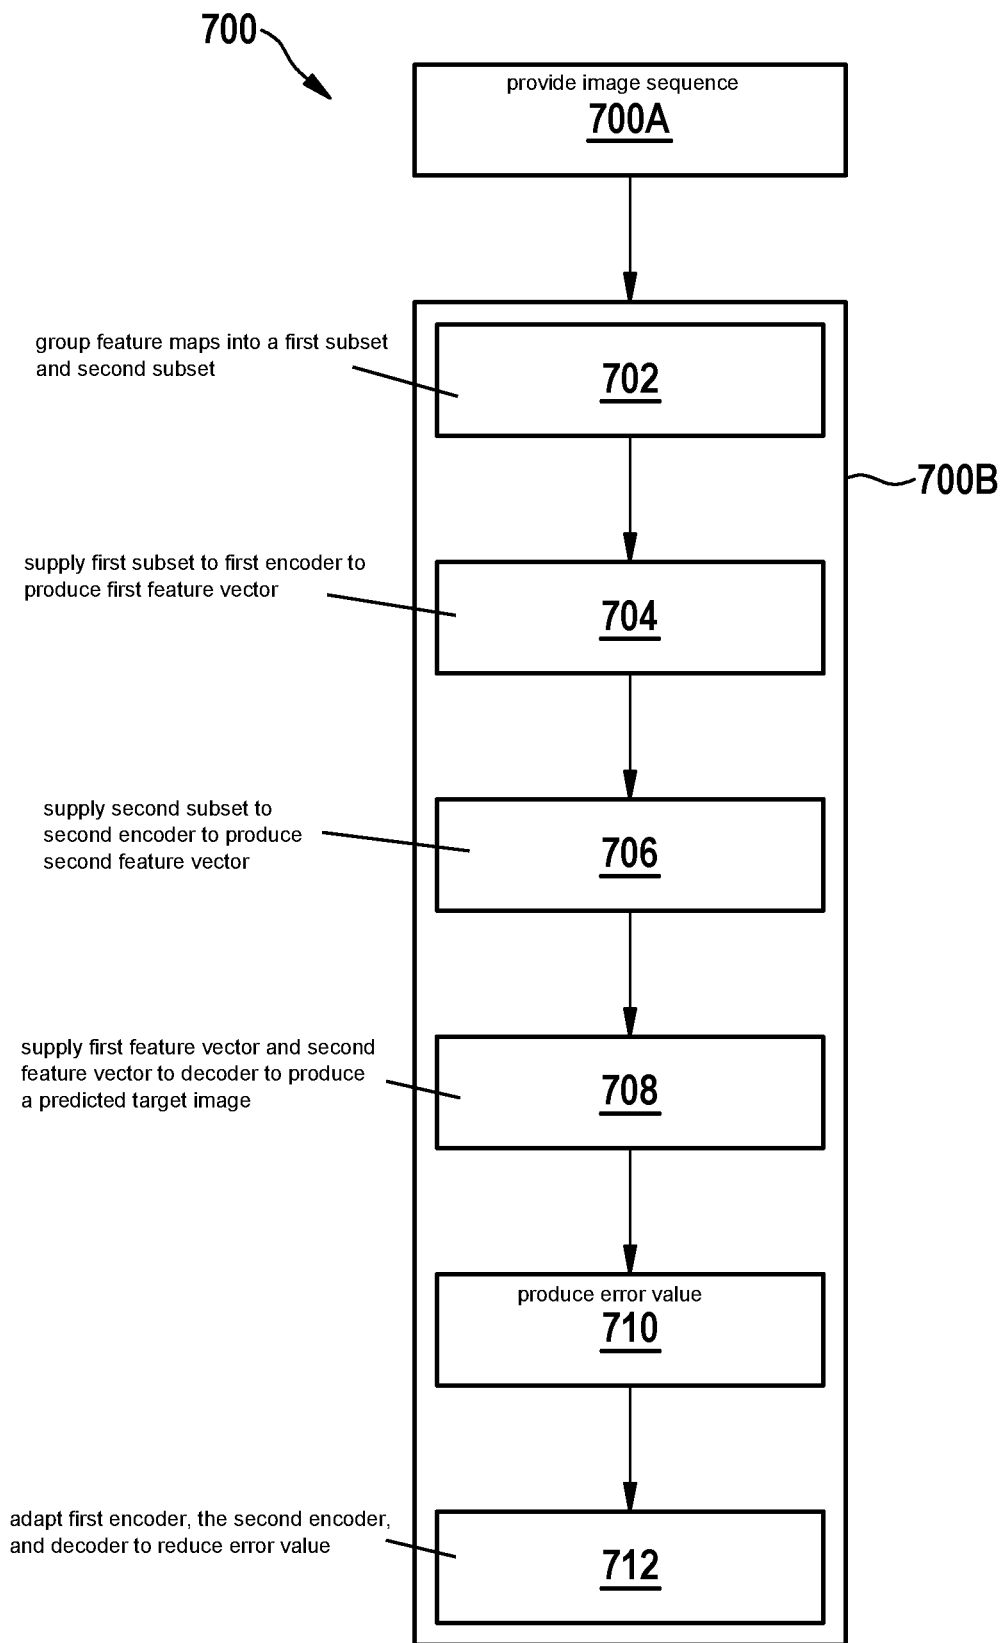 700
provide image sequence
700A
group feature maps into a first subset
and second subset
702
700B
supply first subset to first encoder to
produce first feature vector
704
supply second subset to
second encoder to produce
second feature vector
706
supply first feature vector and second
feature vector to decoder to produce
a predicted target image
708
produce error value
710
adapt first encoder, the second encoder,
and decoder to reduce error value
712